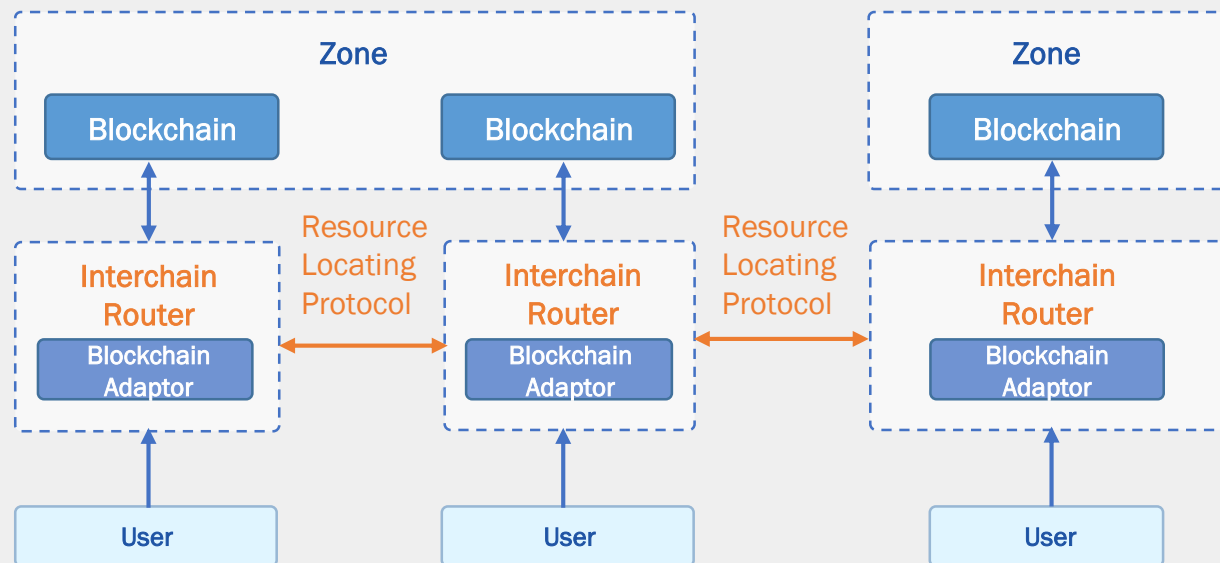 Zone
Zone
Blockchain
Blockchain
Blockchain
Resource
Locating
Protocol
Resource
Locating
Protocol
Interchain
Router
Interchain
Router
Interchain
Router
Blockchain
Adaptor
Blockchain
Adaptor
Blockchain
Adaptor
User
User
User